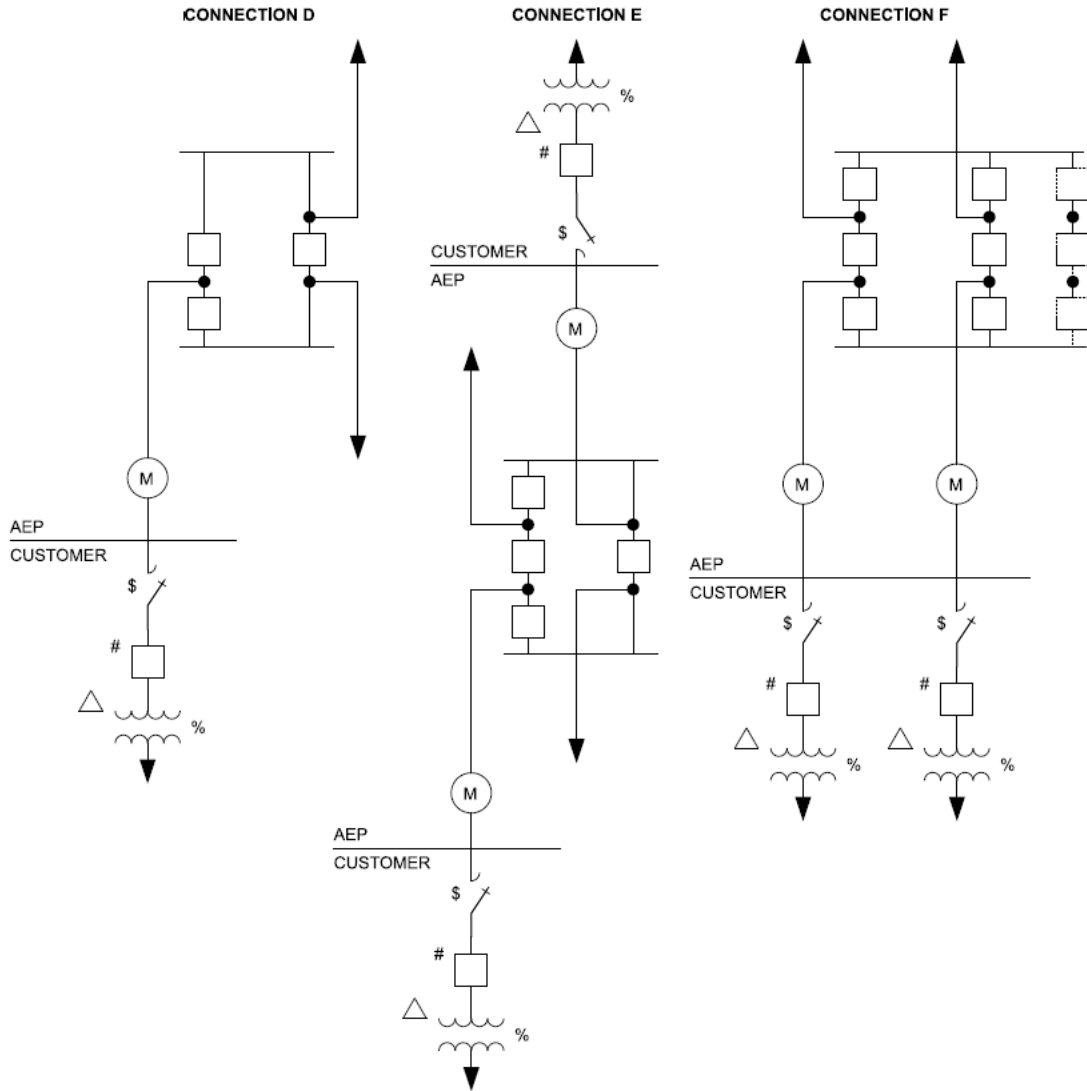 CONNECTION D
M
AEP
CUSTOMER
$
#
%
CONNECTION E
%
#
$
CUSTOMER
AEP
M
M
AEP
CUSTOMER
$
#
%
CONNECTION F
M
M
AEP
CUSTOMER
$
$
#
#
%
%